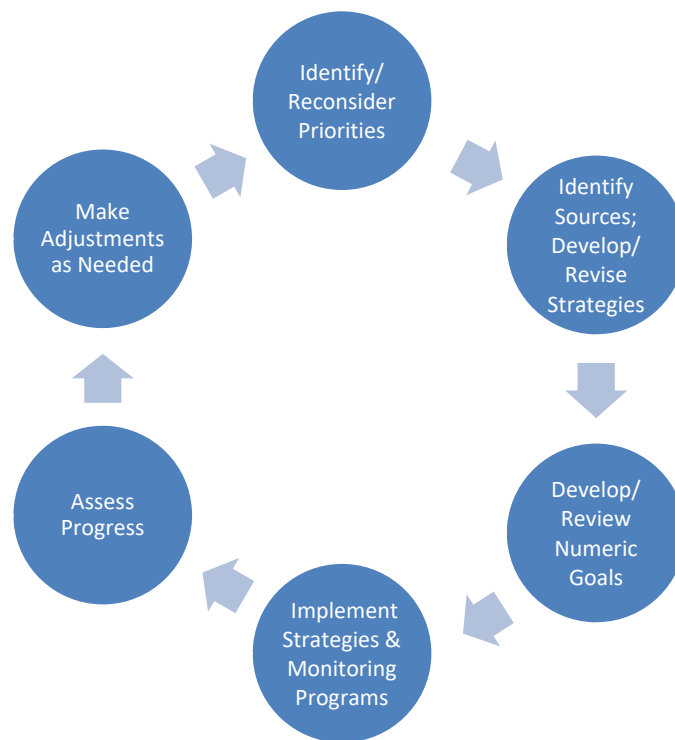 Identify/
Reconsider
Priorities
Identify
Sources;
Develop/
Revise
Strategies
Develop/
Review
Numeric
Goals
Implement
Strategies &
Monitoring
Programs
Assess
Progress
Make
Adjustments
as Needed